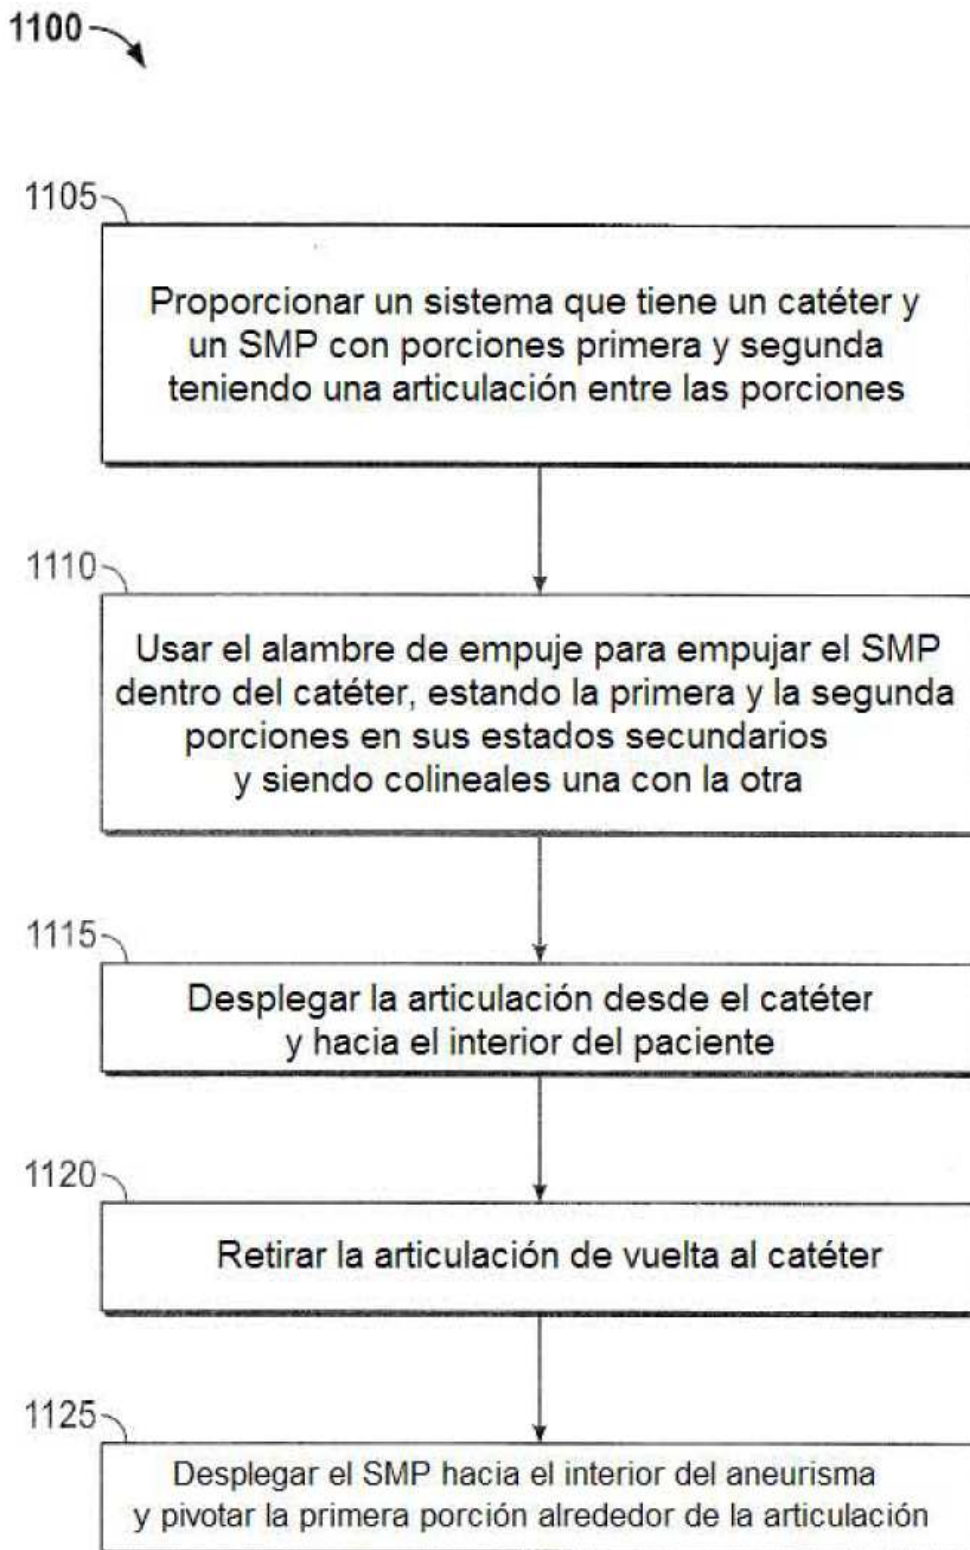 1100
1105
Proporcionar un sistema que tiene un catéter y
un SMP con porciones primera y segunda
teniendo una articulación entre las porciones
1110
Usar el alambre de empuje para empujar el SMP
dentro del catéter, estando la primera y la segunda
porciones en sus estados secundarios
y siendo colineales una con la otra
1115
Desplegar la articulación desde el catéter
y hacia el interior del paciente
1120
Retirar la articulación de vuelta al catéter
1125
Desplegar el SMP hacia el interior del aneurisma
y pivotar la primera porción alrededor de la articulación